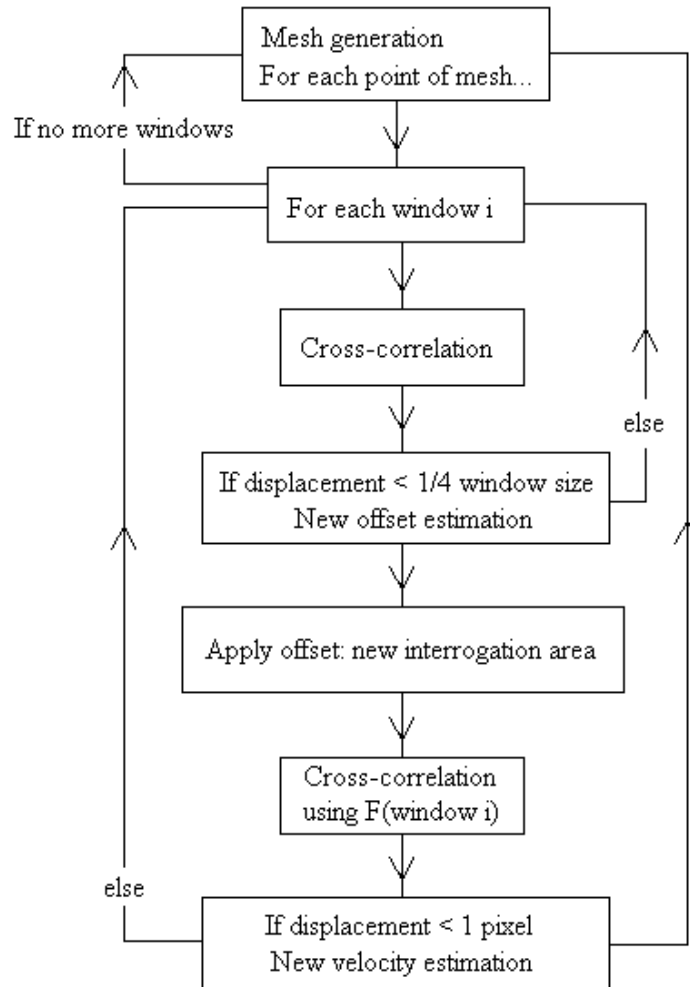 Mesh generation
For each point of mesh...
If no more windows
For each window i
Cross-correlation
else
If displacement < 1/4 window size
New offset estimation
Apply offset: new interrogation area
Cross-correlation
using F(window i)
else
If displacement < 1 pixel
New velocity estimation